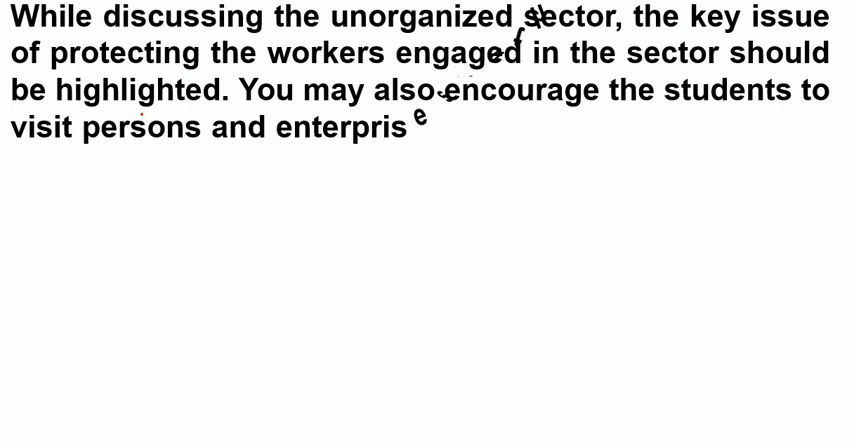 While discussing the unorganized sector, the key issue
of protecting the workers engaged in the sector should
be highlighted. You may also encourage the students to
visit persons and enterprise